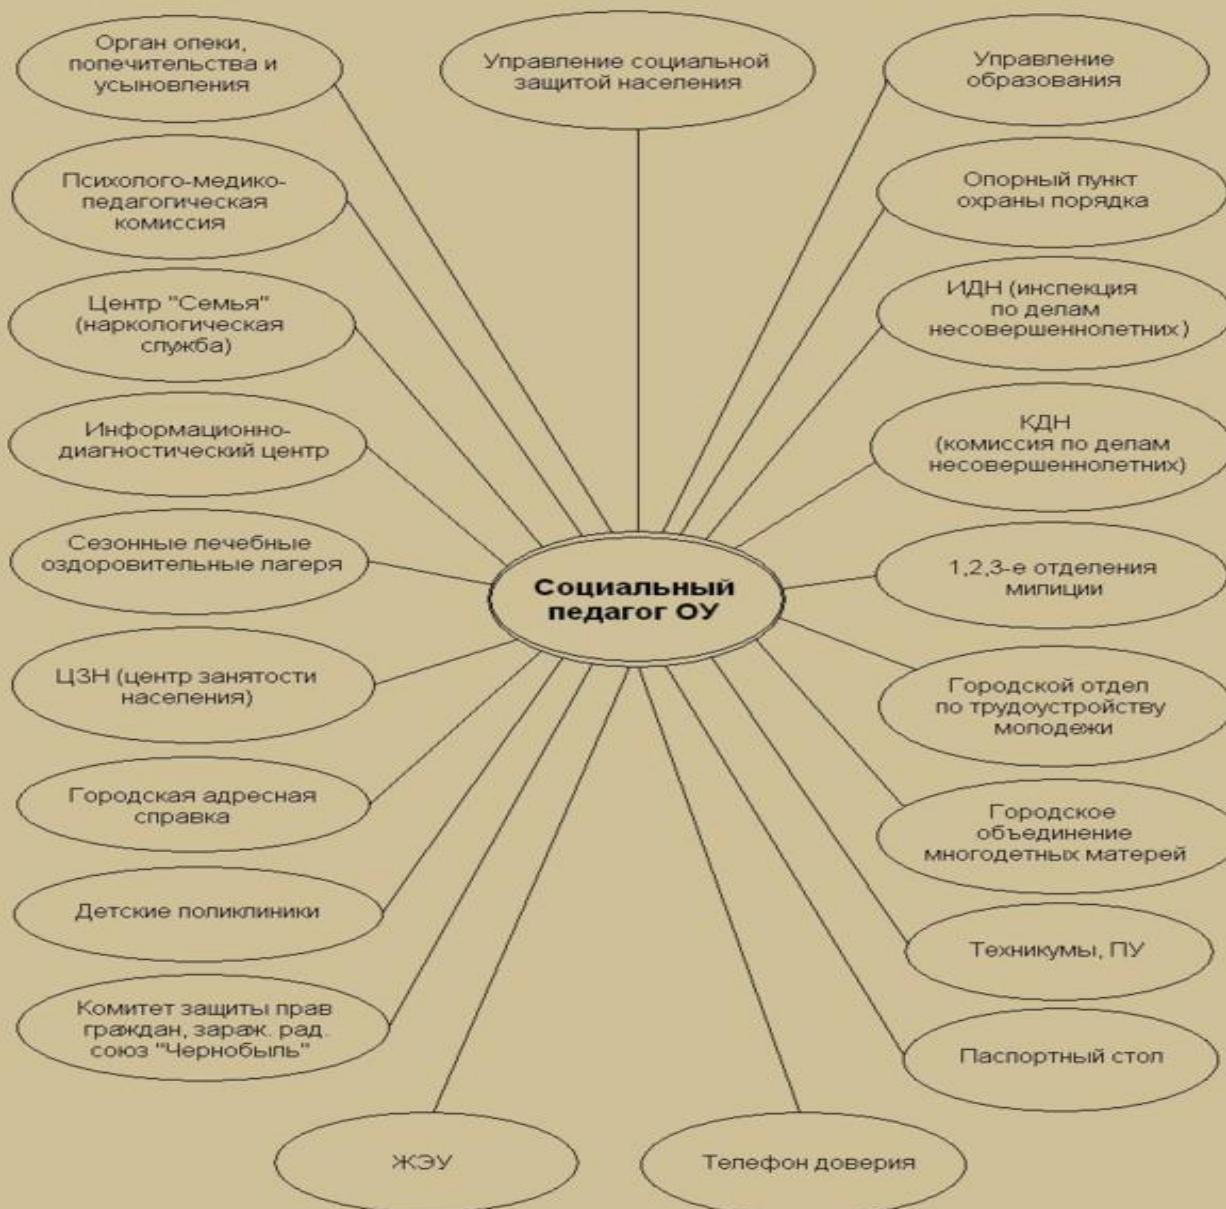 Орган опеки,
попечительства и
усыновления
Управление социальной
защитой населения
Управление
образования
Психолого-медико-
педагогическая
комиссия
Опорный пункт
охраны порядка
Центр "Семья"
(наркологическая
служба)
ИДН (инспекция
по делам
несовершеннолетних)
Информационно-
диагностический центр
КДН
(комиссия по делам
несовершеннолетних)
Сезонные лечебные
оздоровительные лагеря
Социальный
педагог ОУ
1,2,3-е отделения
милиции
ЦЗН (центр занятости
населения)
Городской отдел
по трудоустройству
молодежи
Городская адресная
справка
Городское
объединение
многодетных матерей
Детские поликлиники
Техникумы, ПУ
Комитет защиты прав
граждан, зараж. рад.
союз "Чернобыль"
Паспортный стол
ЖЭУ
Телефон доверия